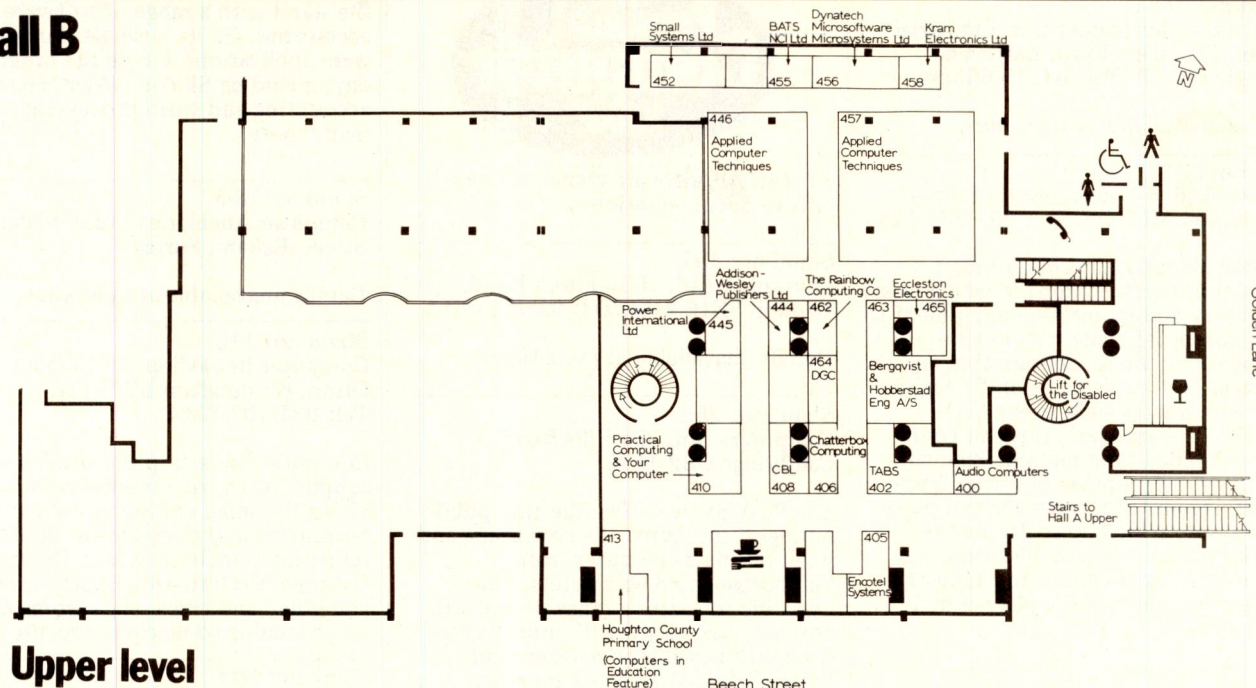 all B
Small
Systems Ltd
BATS
NCI Ltd
Dynatech
Microsoftware
Microsystems Ltd
Kram
Electronics Ltd
452
455
456
458
N
446
Applied
Computer
Techniques
457
Applied
Computer
Techniques
Addison-
Wesley
Publishers Ltd
The Rainbow
Computing Co
Eccleston
Electronics
Power
International
Ltd
445
444
462
463
465
464
DGC
Bergqvist
&
Hobberstad
Eng A/S
Lift for
the Disabled
Practical
Computing
& Your
Computer
410
CBL
408
Chatterbox
Computing
406
TABS
402
Audio Computers
400
Stairs to
Hall A Upper
413
405
Encotel
Systems
Houghton County
Primary School
(Computers in
Education
Feature)
Beech Street
Upper level